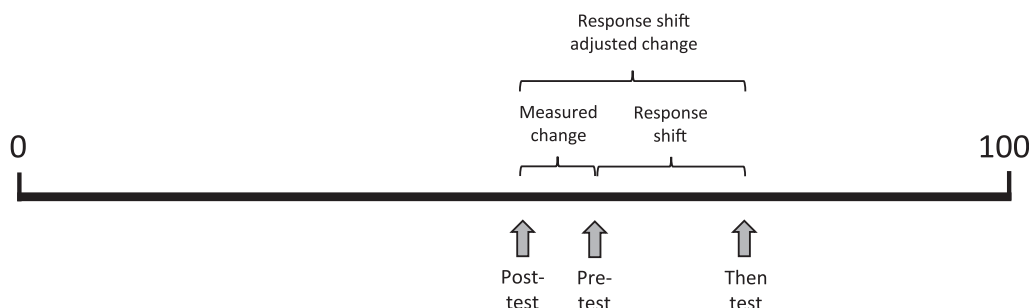 Response shift
adjusted change
Measured
change
Response
shift
0
100
Post-
test
Pre-
test
Then
test